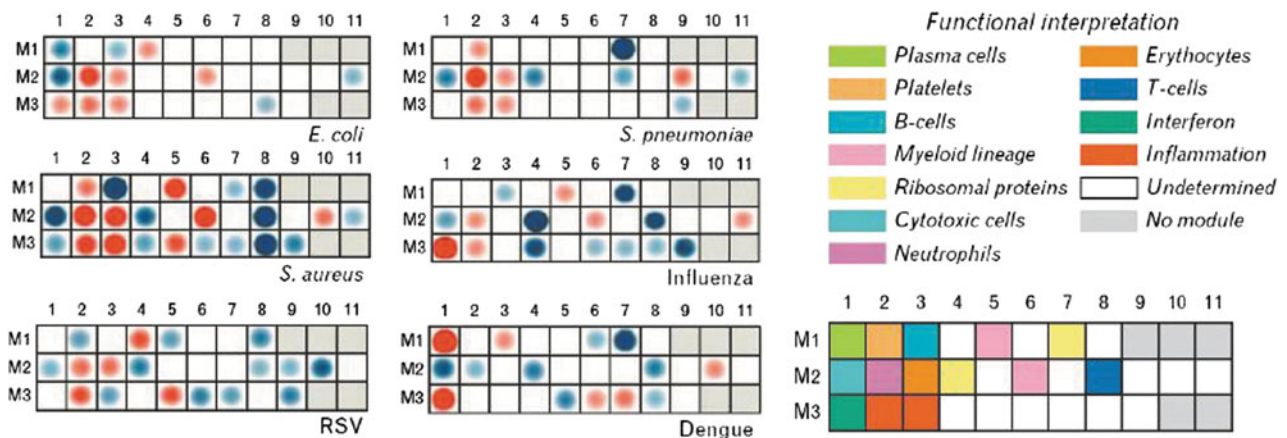 1 2 3 4 5 6 7 8 9 10 11
M1
M2
M3
E. coli
1 2 3 4 5 6 7 8 9 10 11
M1
M2
M3
S. pneumoniae
1 2 3 4 5 6 7 8 9 10 11
M1
M2
M3
S. aureus
1 2 3 4 5 6 7 8 9 10 11
M1
M2
M3
Influenza
1 2 3 4 5 6 7 8 9 10 11
M1
M2
M3
RSV
1 2 3 4 5 6 7 8 9 10 11
M1
M2
M3
Dengue
Functional interpretation
Plasma cells
Platelets
B-cells
Myeloid lineage
Ribosomal proteins
Cytotoxic cells
Neutrophils
Erythocytes
T-cells
Interferon
Inflammation
Undetermined
No module
1 2 3 4 5 6 7 8 9 10 11
M1
M2
M3